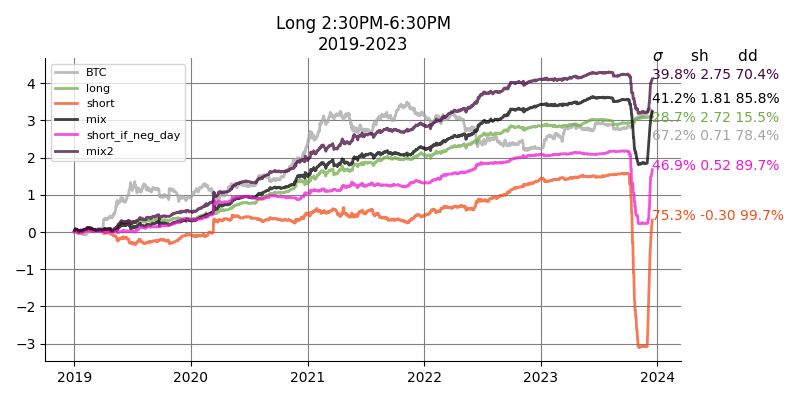 Long 2:30PM-6:30PM
2019-2023
σ sh dd
BTC
long
short
mix
short_if_neg_day
mix2
39.8% 2.75 70.4%
41.2% 1.81 85.8%
28.7% 2.72 15.5%
67.2% 0.71 78.4%
46.9% 0.52 89.7%
75.3% -0.30 99.7%
4
3
2
1
0
−1
−2
−3
2019 2020 2021 2022 2023 2024